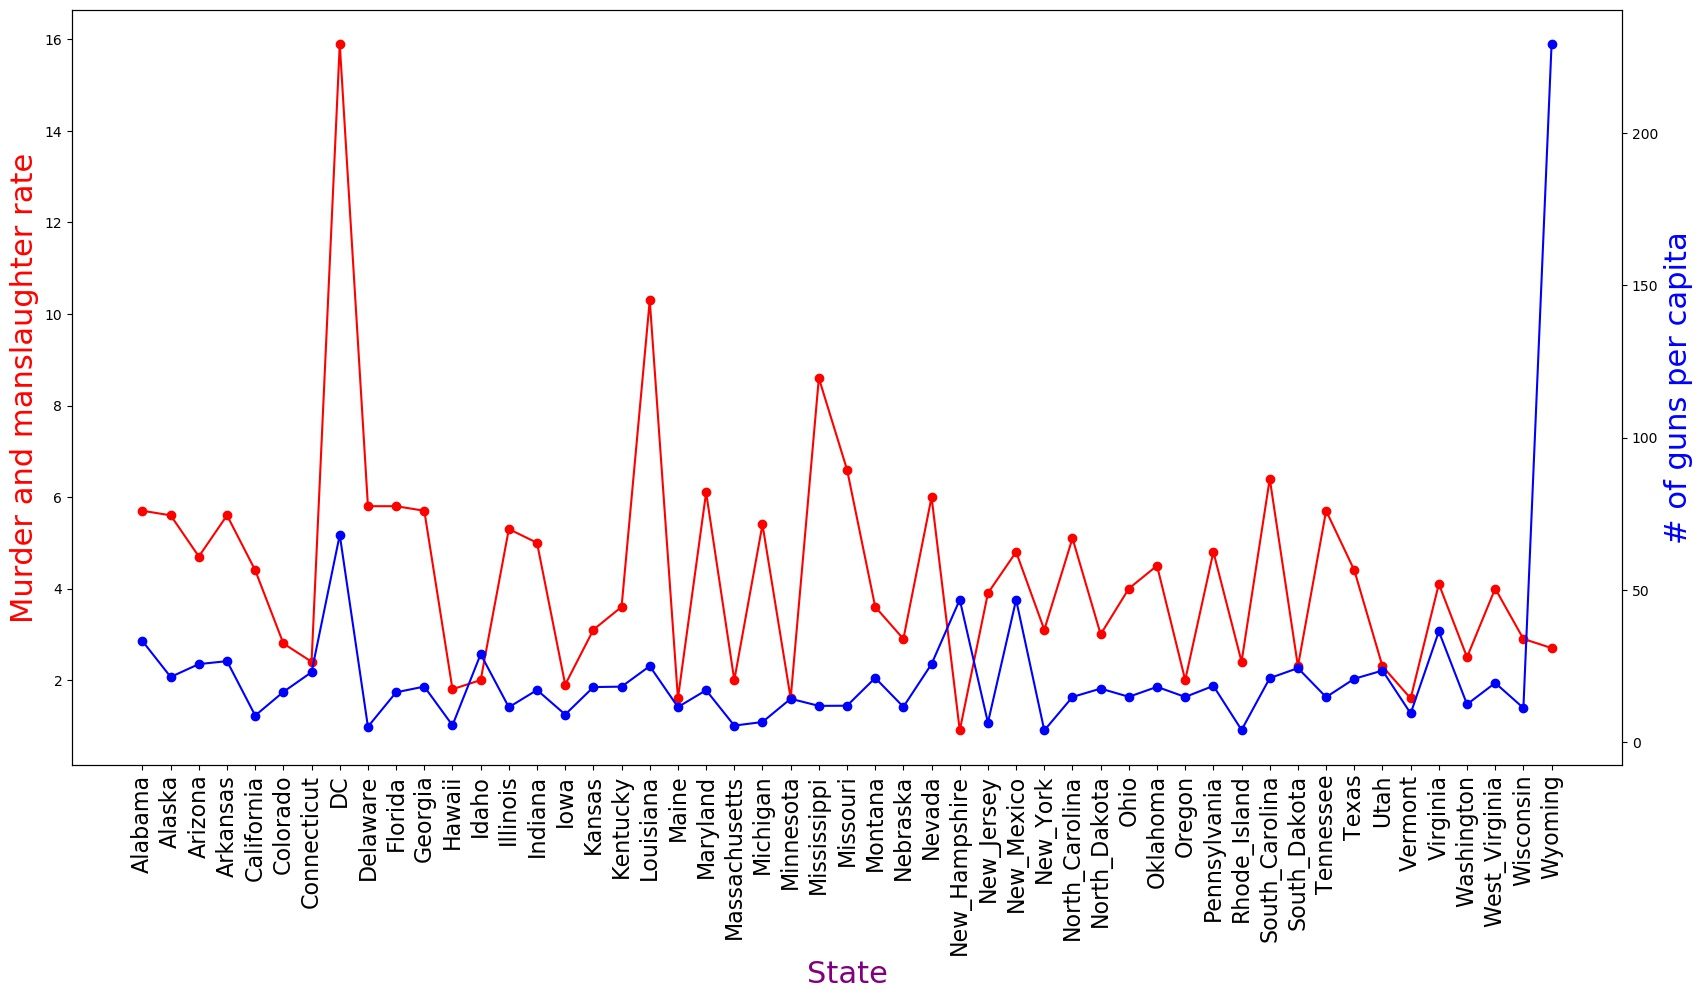 Murder and manslaughter rate
16
14
12
10
8
6
4
2
200
150
100
50
0
# of guns per capita
Alabama
Alaska
Arizona
Arkansas
California
Colorado
Connecticut
DC
Delaware
Florida
Georgia
Hawaii
Idaho
Illinois
Indiana
Iowa
Kansas
Kentucky
Louisiana
Maine
Maryland
Massachusetts
Michigan
Minnesota
Mississippi
Missouri
Montana
Nebraska
Nevada
New_Hampshire
New_Jersey
New_Mexico
New_York
North_Carolina
North_Dakota
Ohio
Oklahoma
Oregon
Pennsylvania
Rhode_Island
South_Carolina
South_Dakota
Tennessee
Texas
Utah
Vermont
Virginia
Washington
West_Virginia
Wisconsin
Wyoming
State